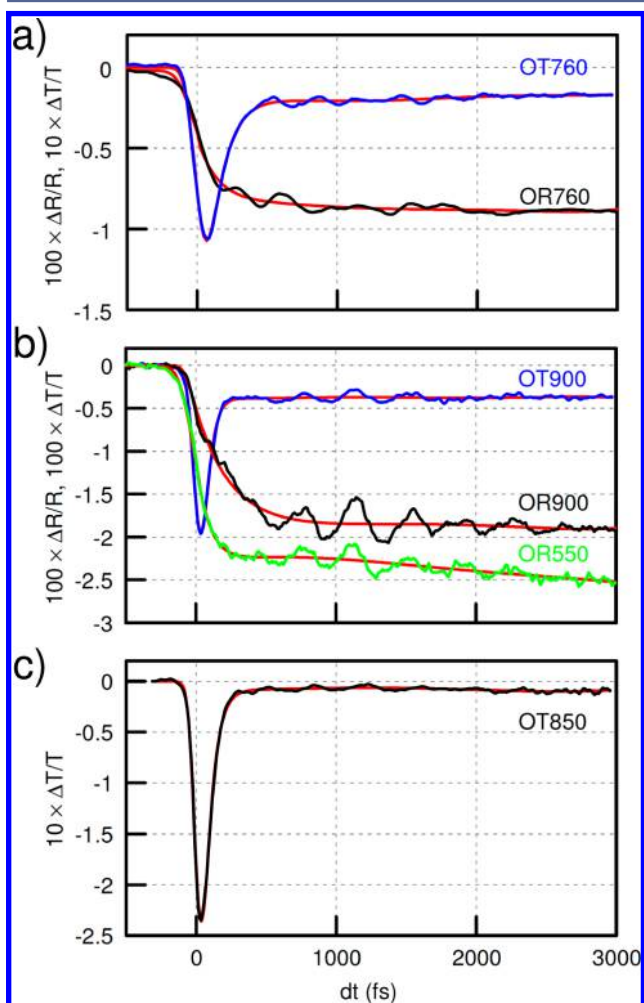 a)
0
-0.5
-1
-1.5
100 × ΔR/R, 10 × ΔT/T
OT760
OR760
b)
0
-0.5
-1
-1.5
-2
-2.5
-3
100 × ΔR/R, 100 × ΔT/T
OT900
OR900
OR550
c)
0
-0.5
-1
-1.5
-2
-2.5
10 × ΔT/T
OT850
0 1000 2000 3000
dt (fs)